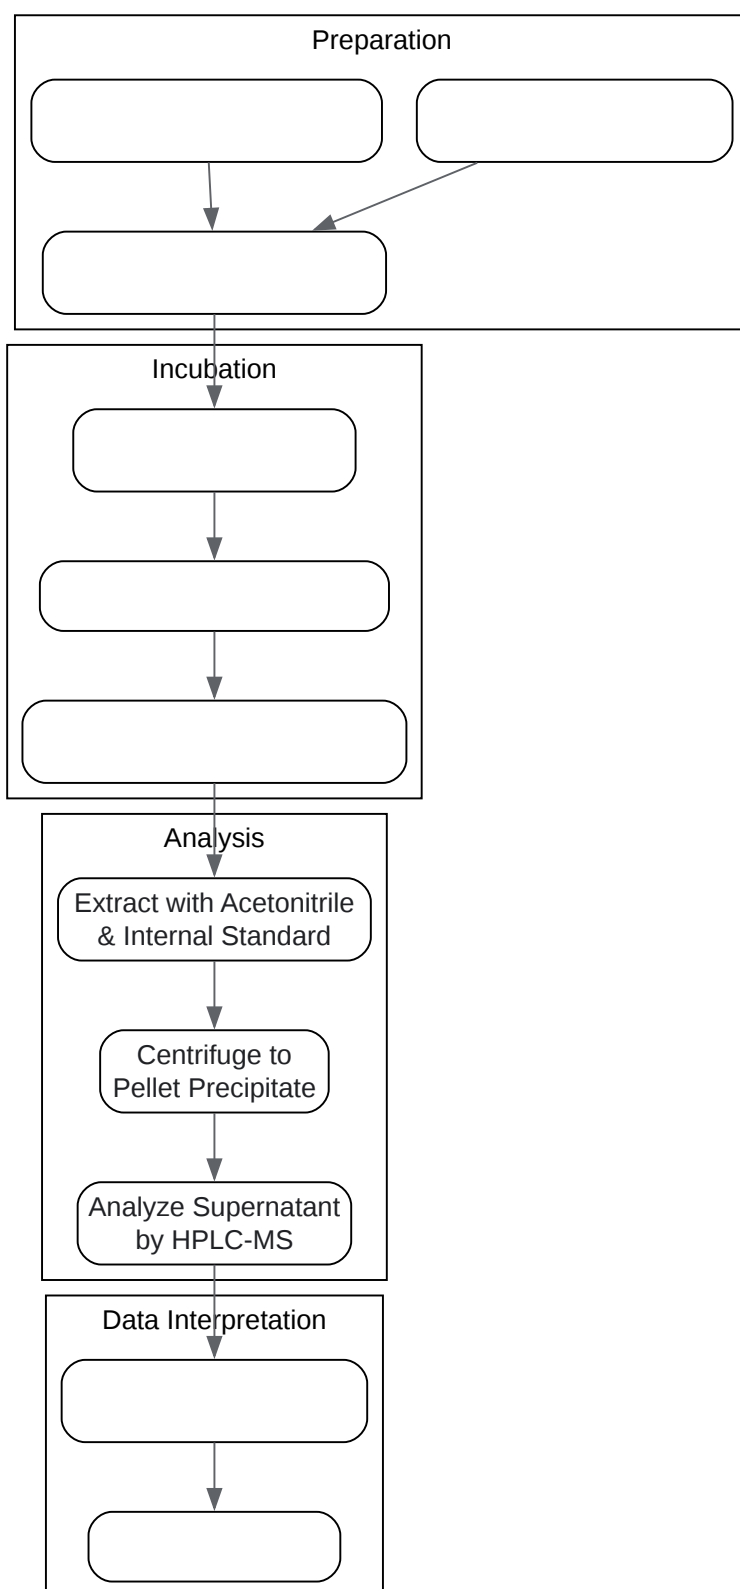 Preparation
Incubation
Analysis
Extract with Acetonitrile
& Internal Standard
Centrifuge to
Pellet Precipitate
Analyze Supernatant
by HPLC-MS
Data Interpretation